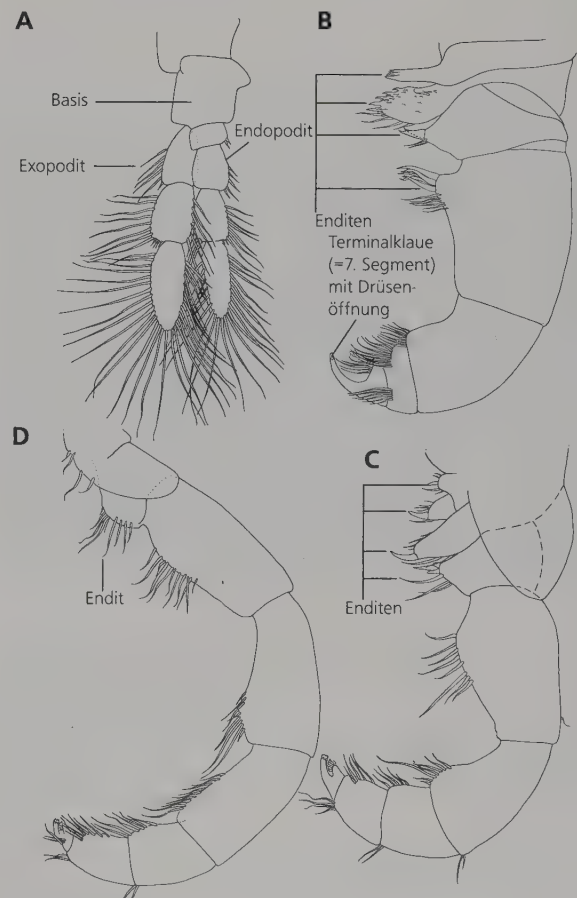 A
B
Basis
Endopodit
Exopodit
Enditen
Terminalklaue
(=7. Segment)
mit Drüsen-
öffnung
D
C
Endit
Enditen